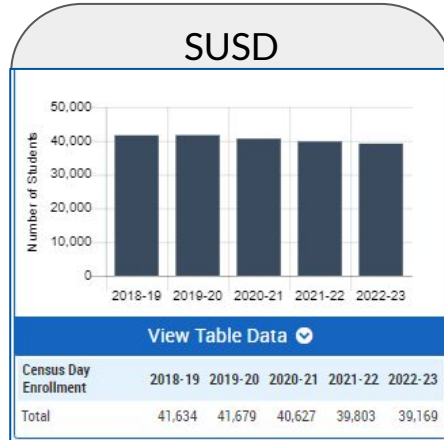 SUSD
50,000
40,000
30,000
20,000
10,000
0
Number of Students
2018-19 2019-20 2020-21 2021-22 2022-23
View Table Data
Census Day
Enrollment 2018-19 2019-20 2020-21 2021-22 2022-23
Total 41,634 41,679 40,627 39,803 39,169